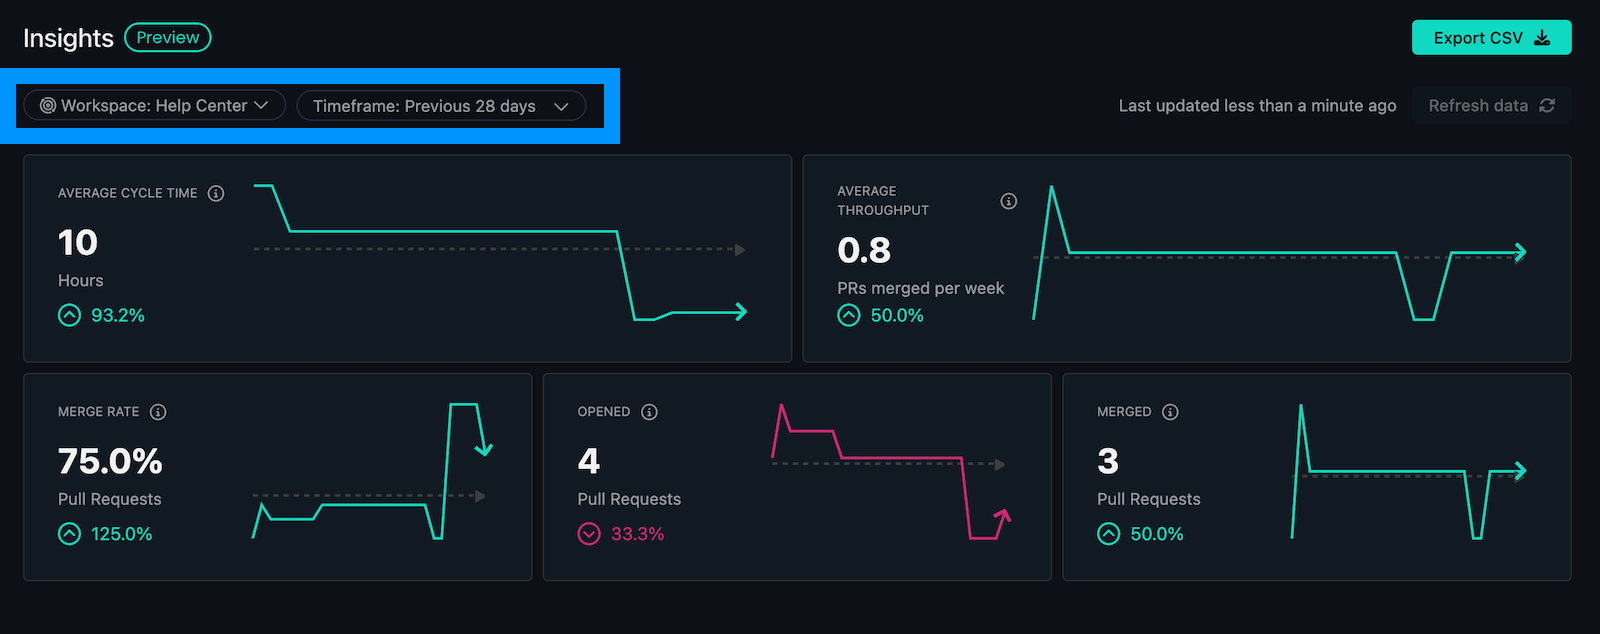 Insights
Preview
Export CSV
Workspace: Help Center
Timeframe: Previous 28 days
Last updated less than a minute ago
Refresh data
AVERAGE CYCLE TIME
10
Hours
93.2%
AVERAGE
THROUGHPUT
0.8
PRs merged per week
50.0%
MERGE RATE
75.0%
Pull Requests
125.0%
OPENED
4
Pull Requests
33.3%
MERGED
3
Pull Requests
50.0%